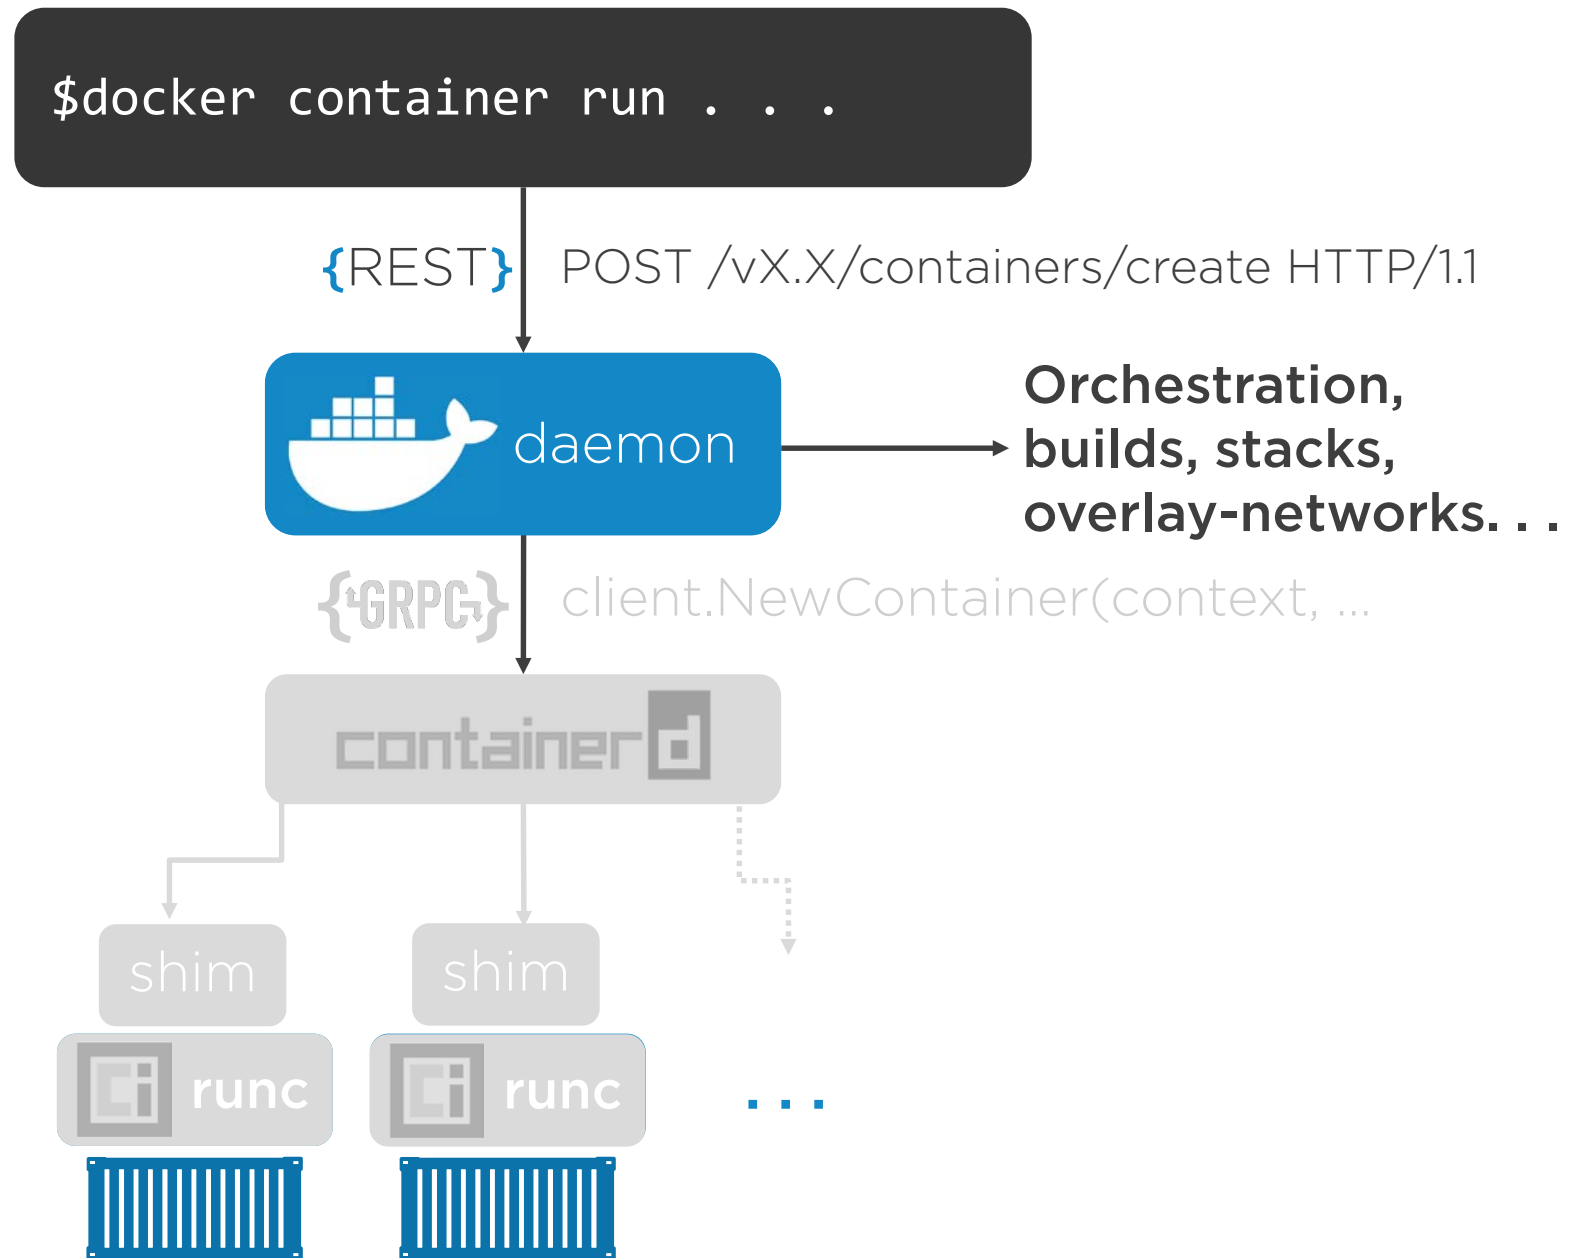 $docker container run . . .
{REST} POST /vX.X/containers/create HTTP/1.1
daemon
Orchestration,
builds, stacks,
overlay-networks. . .
{GRPC} client.NewContainer(context, ...
containerd
shim
shim
runc
runc
. . .